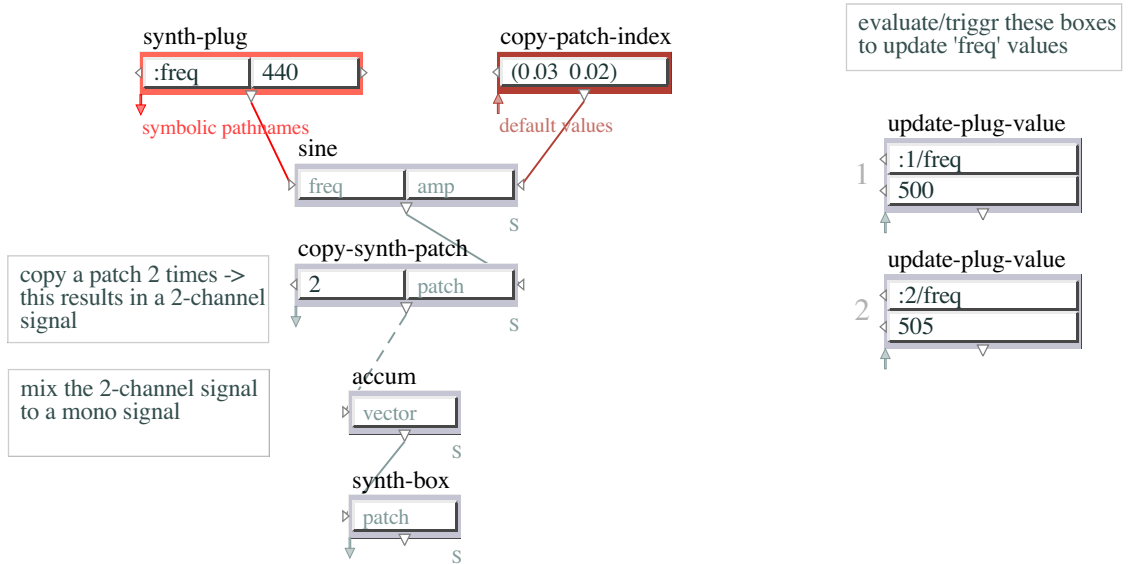 synth-plug
:freq 440
symbolic pathnames
copy-patch-index
(0.03 0.02)
default values
sine
freq amp
S
copy a patch 2 times ->
this results in a 2-channel
signal
copy-synth-patch
2 patch
S
mix the 2-channel signal
to a mono signal
accum
vector
S
synth-box
patch
S
evaluate/triggr these boxes
to update 'freq' values
1
update-plug-value
:1/freq
500
2
update-plug-value
:2/freq
505